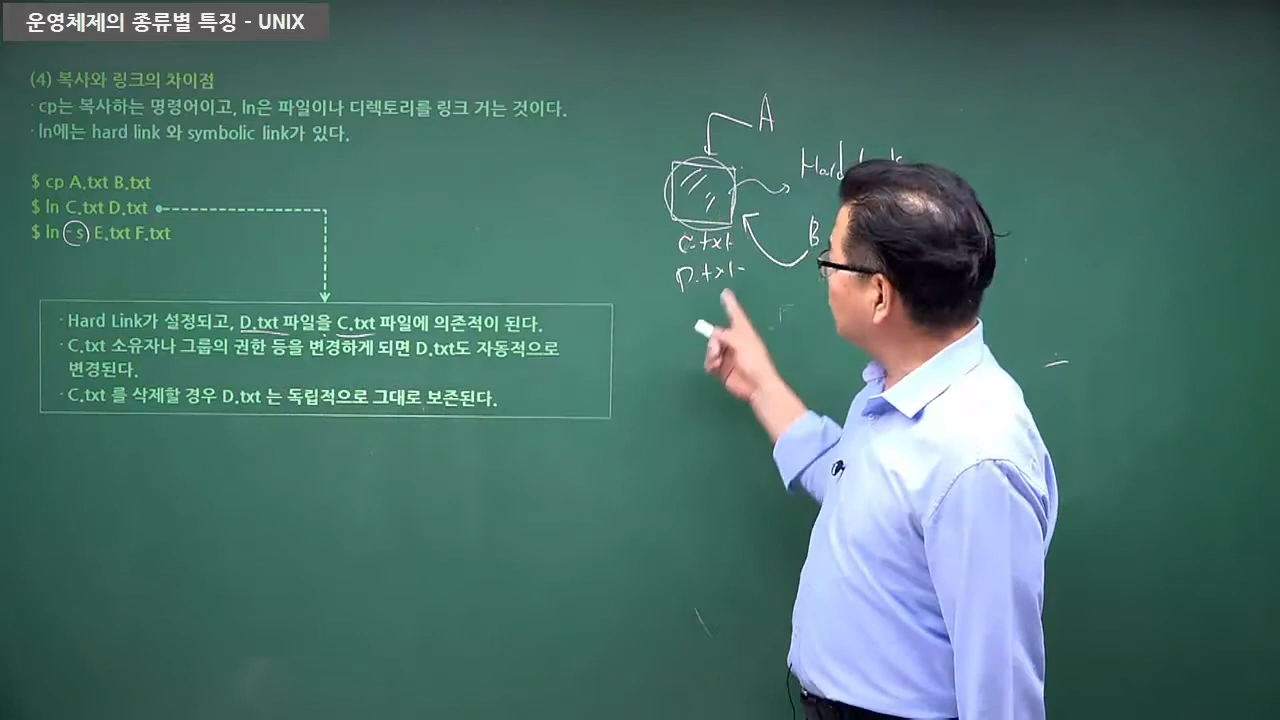 운영체제의 종류별 특징 - UNIX
(4) 복사와 링크의 차이점
· cp는 복사하는 명령어이고, ln은 파일이나 디렉토리를 링크 거는 것이다.
· ln에는 hard link 와 symbolic link가 있다.
$ cp A.txt B.txt
$ ln C.txt D.txt
$ ln -s E.txt F.txt
· Hard Link가 설정되고, D.txt 파일을 C.txt 파일에 의존적이 된다.
· C.txt 소유자나 그룹의 권한 등을 변경하게 되면 D.txt도 자동적으로
변경된다.
· C.txt 를 삭제할 경우 D.txt 는 독립적으로 그대로 보존된다.
A
Hard
B
C.txt
D.txt